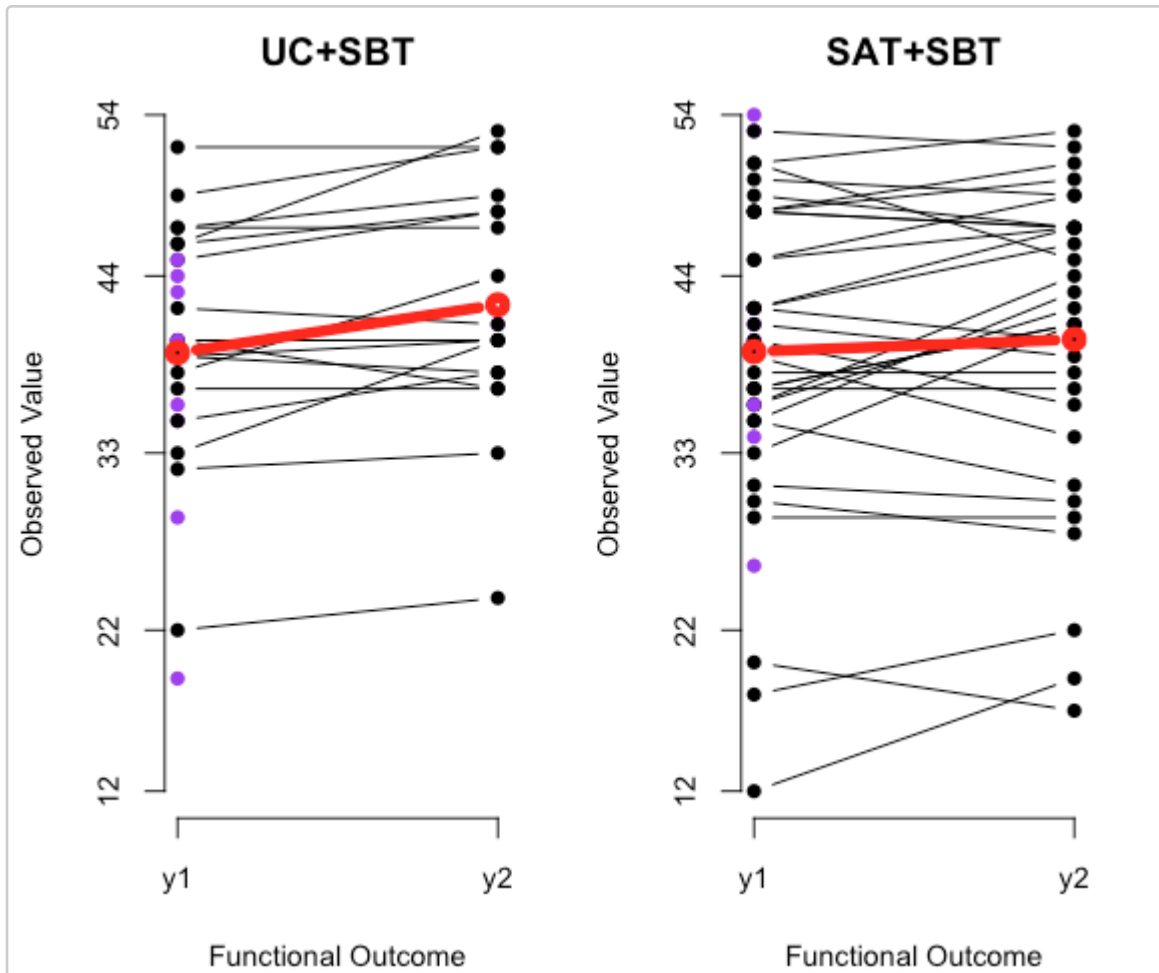 UC+SBT
54
44
33
22
12
Observed Value
y1 y2
Functional Outcome
SAT+SBT
54
44
33
22
12
Observed Value
y1 y2
Functional Outcome